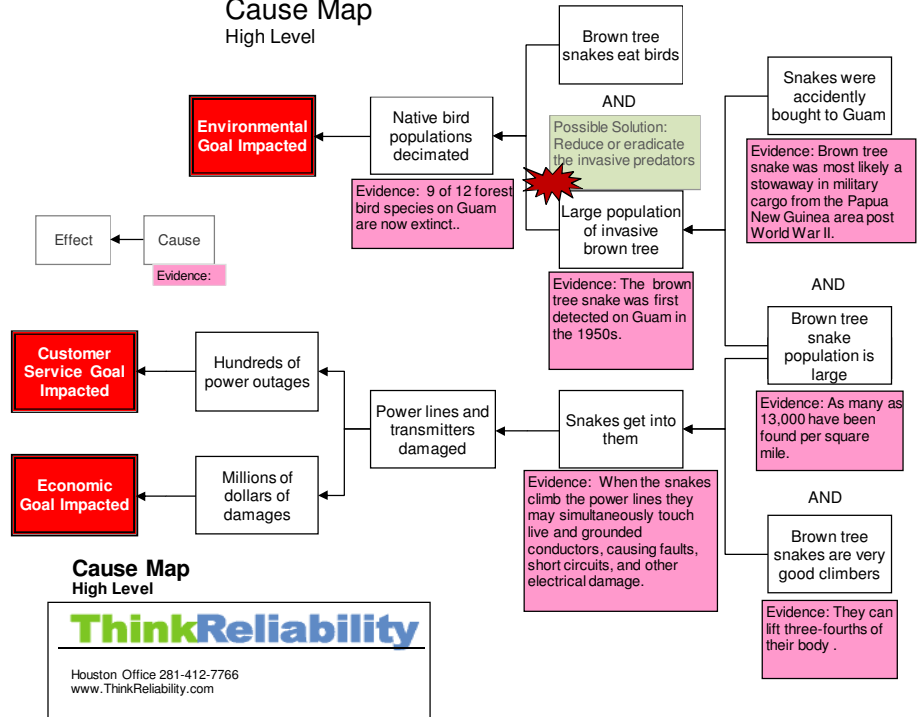 Cause Map
High Level
Brown tree
snakes eat birds
AND
Possible Solution:
Reduce or eradicate
the invasive predators
Large population
of invasive
brown tree
Evidence: The brown
tree snake was first
detected on Guam in
the 1950s.
Snakes were
accidently
bought to Guam
Evidence: Brown tree
snake was most likely a
stowaway in military
cargo from the Papua
New Guinea area post
World War II.
AND
Brown tree
snake
population is
large
Evidence: As many as
13,000 have been
found per square
mile.
AND
Brown tree
snakes are very
good climbers
Evidence: They can
lift three-fourths of
their body .
Environmental
Goal Impacted
Native bird
populations
decimated
Evidence: 9 of 12 forest
bird species on Guam
are now extinct..
Effect
Cause
Evidence:
Customer
Service Goal
Impacted
Hundreds of
power outages
Power lines and
transmitters
damaged
Snakes get into
them
Evidence: When the snakes
climb the power lines they
may simultaneously touch
live and grounded
conductors, causing faults,
short circuits, and other
electrical damage.
Economic
Goal Impacted
Millions of
dollars of
damages
Cause Map
High Level
ThinkReliability
Houston Office 281-412-7766
www.ThinkReliability.com